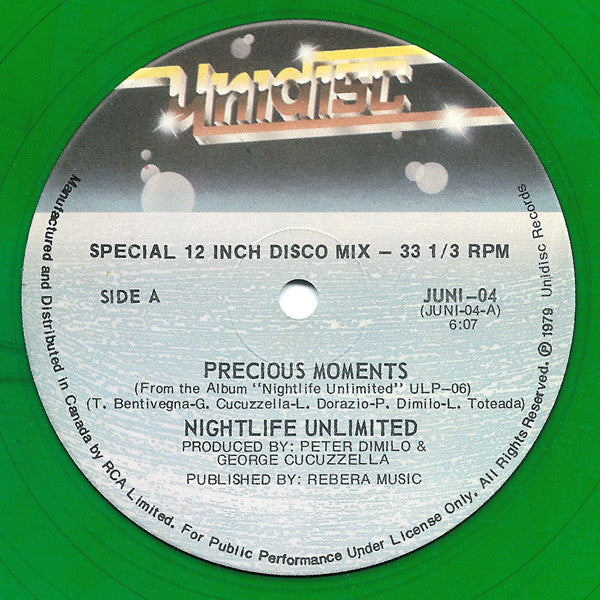 Unidisc
SPECIAL 12 INCH DISCO MIX – 33 1/3 RPM
SIDE A
JUNI–04
(JUNI-04-A)
6:07
PRECIOUS MOMENTS
(From the Album "Nightlife Unlimited" ULP–06)
(T. Bentivegna-G. Cucuzzella-L. Dorazio-P. Dimilo-L. Toteada)
NIGHTLIFE UNLIMITED
PRODUCED BY: PETER DIMILO &
GEORGE CUCUZZELLA
PUBLISHED BY: REBERA MUSIC
Manufactured and Distributed in Canada by RCA Limited. For Public Performance Under License Only. All Rights Reserved. ℗ 1979 Unidisc Records